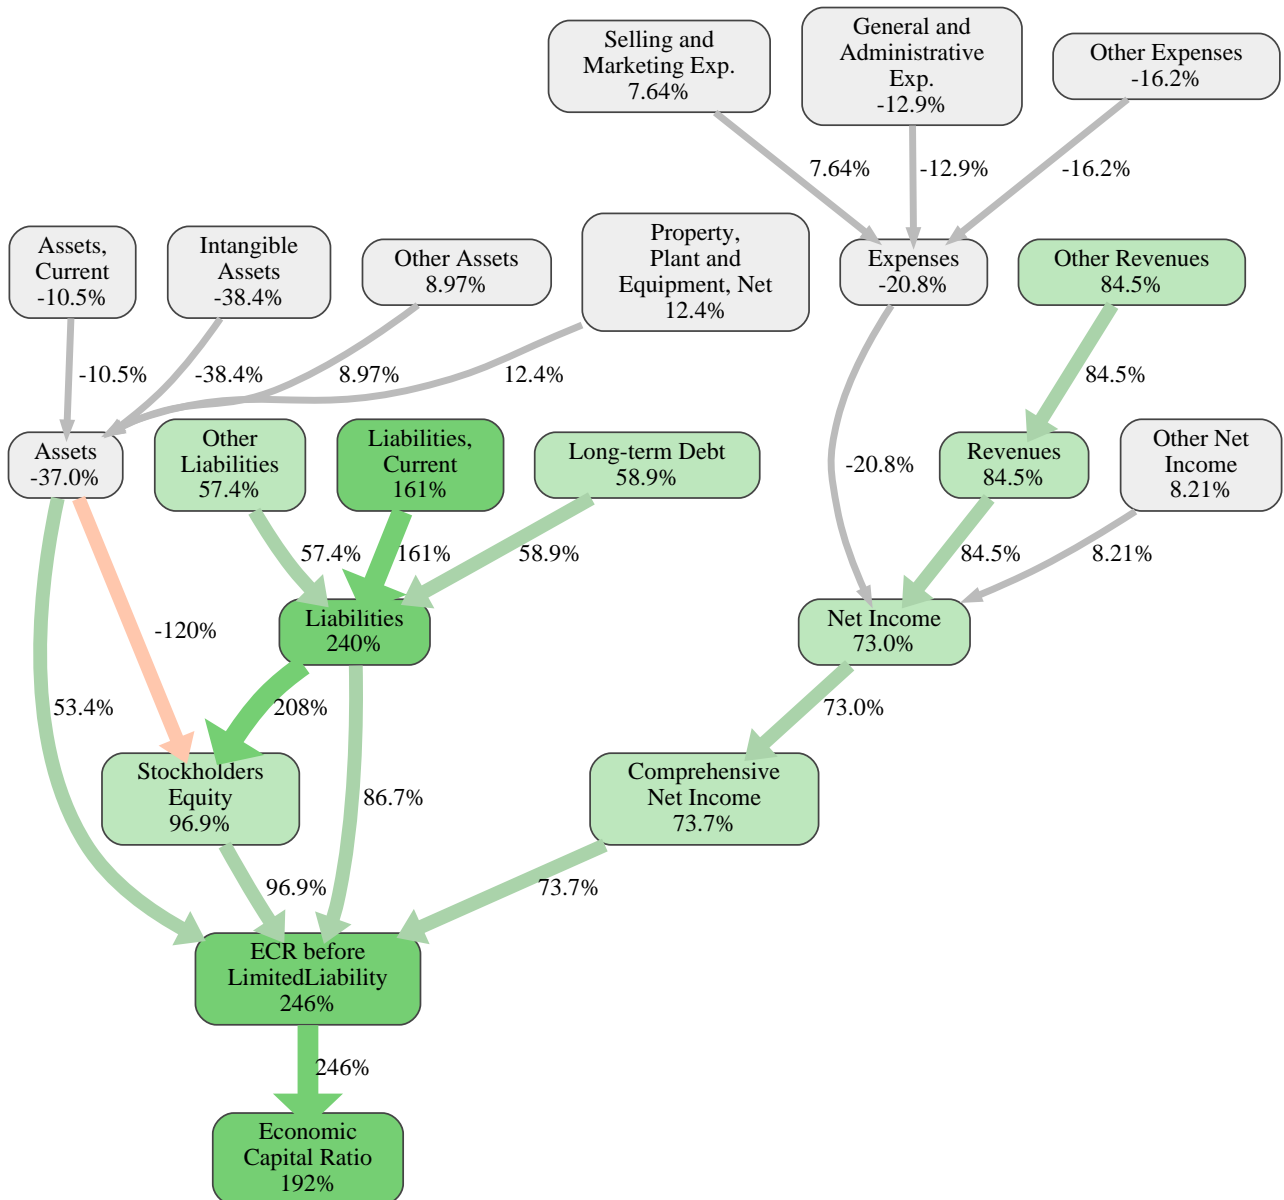 Selling and
Marketing Exp.
7.64%
General and
Administrative
Exp.
-12.9%
Other Expenses
-16.2%
7.64%
-12.9%
-16.2%
Assets,
Current
-10.5%
Intangible
Assets
-38.4%
Other Assets
8.97%
Property,
Plant and
Equipment, Net
12.4%
Expenses
-20.8%
Other Revenues
84.5%
-10.5%
-38.4%
8.97%
12.4%
84.5%
Assets
-37.0%
Other
Liabilities
57.4%
Liabilities,
Current
161%
Long-term Debt
58.9%
-20.8%
Revenues
84.5%
Other Net
Income
8.21%
57.4%
161%
58.9%
84.5%
8.21%
Liabilities
240%
Net Income
73.0%
-120%
53.4%
208%
73.0%
Stockholders
Equity
96.9%
86.7%
Comprehensive
Net Income
73.7%
96.9%
73.7%
ECR before
LimitedLiability
246%
246%
Economic
Capital Ratio
192%